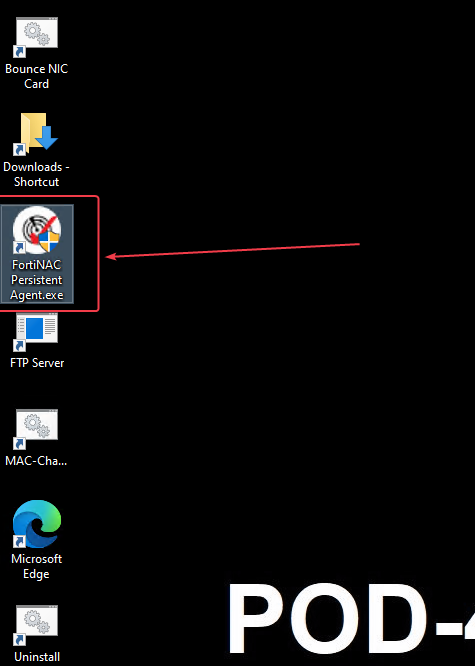 Bounce NIC
Card
Downloads -
Shortcut
FortiNAC
Persistent
Agent.exe
FTP Server
MAC-Cha...
Microsoft
Edge
Uninstall
POD-4